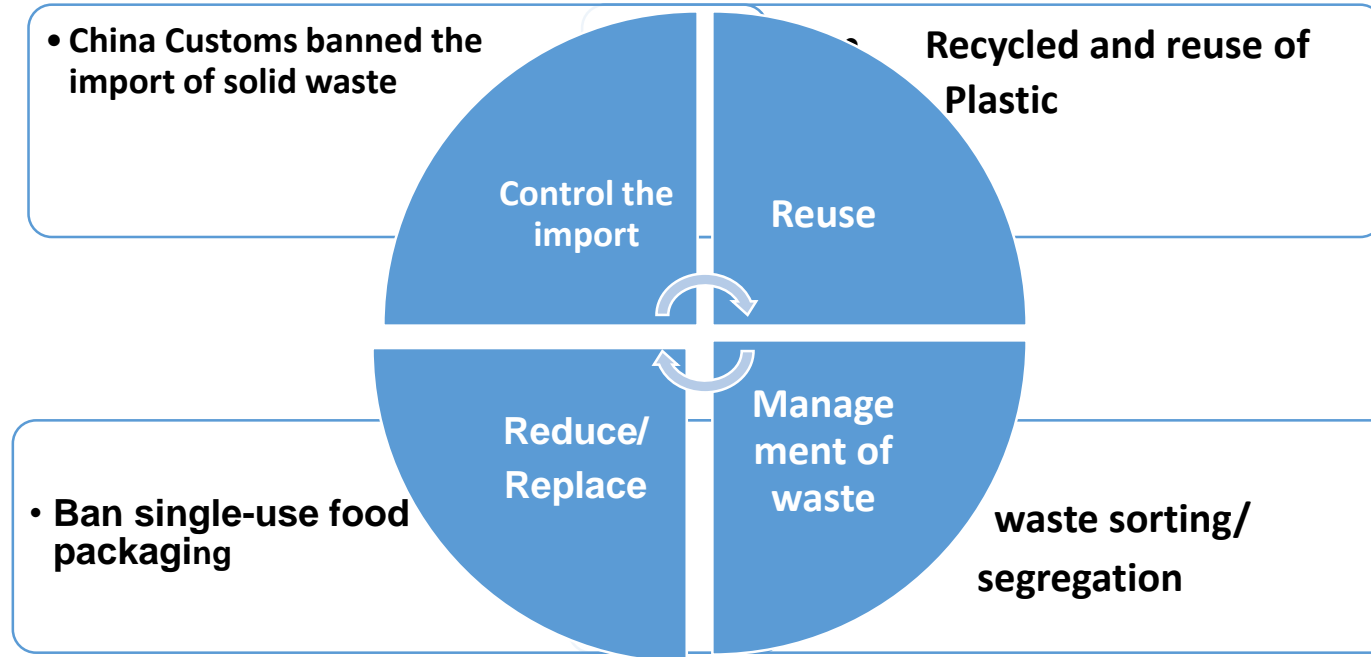 • China Customs banned the
import of solid waste
Recycled and reuse of
Plastic
Control the
import
Reuse
Reduce/
Replace
Manage
ment of
waste
• Ban single-use food
packaging
waste sorting/
segregation